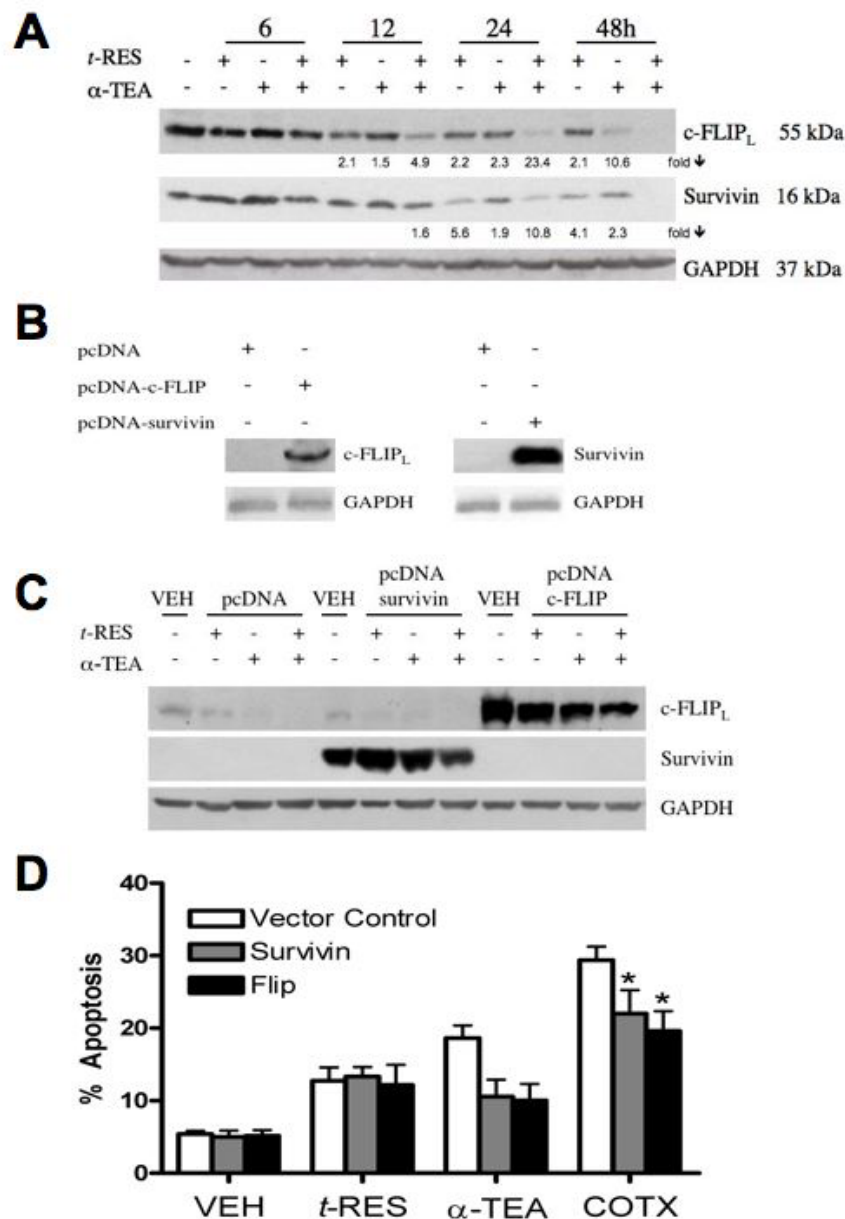 A
6 12 24 48h
t-RES - + - + + - + + - + + - +
α-TEA - - + + - + + - + + - + +
c-FLIPL 55 kDa
2.1 1.5 4.9 2.2 2.3 23.4 2.1 10.6 fold ↓
Survivin 16 kDa
1.6 5.6 1.9 10.8 4.1 2.3 fold ↓
GAPDH 37 kDa
B
pcDNA + - + -
pcDNA-c-FLIP - + - -
pcDNA-survivin - - - +
c-FLIPL Survivin
GAPDH GAPDH
C
VEH pcDNA VEH pcDNA survivin VEH pcDNA c-FLIP
t-RES - + - + - + - + - + - +
α-TEA - - + + - - + + - - + +
c-FLIPL
Survivin
GAPDH
D
40
30
20
10
0
% Apoptosis
Vector Control
Survivin
Flip
* *
VEH t-RES α-TEA COTX